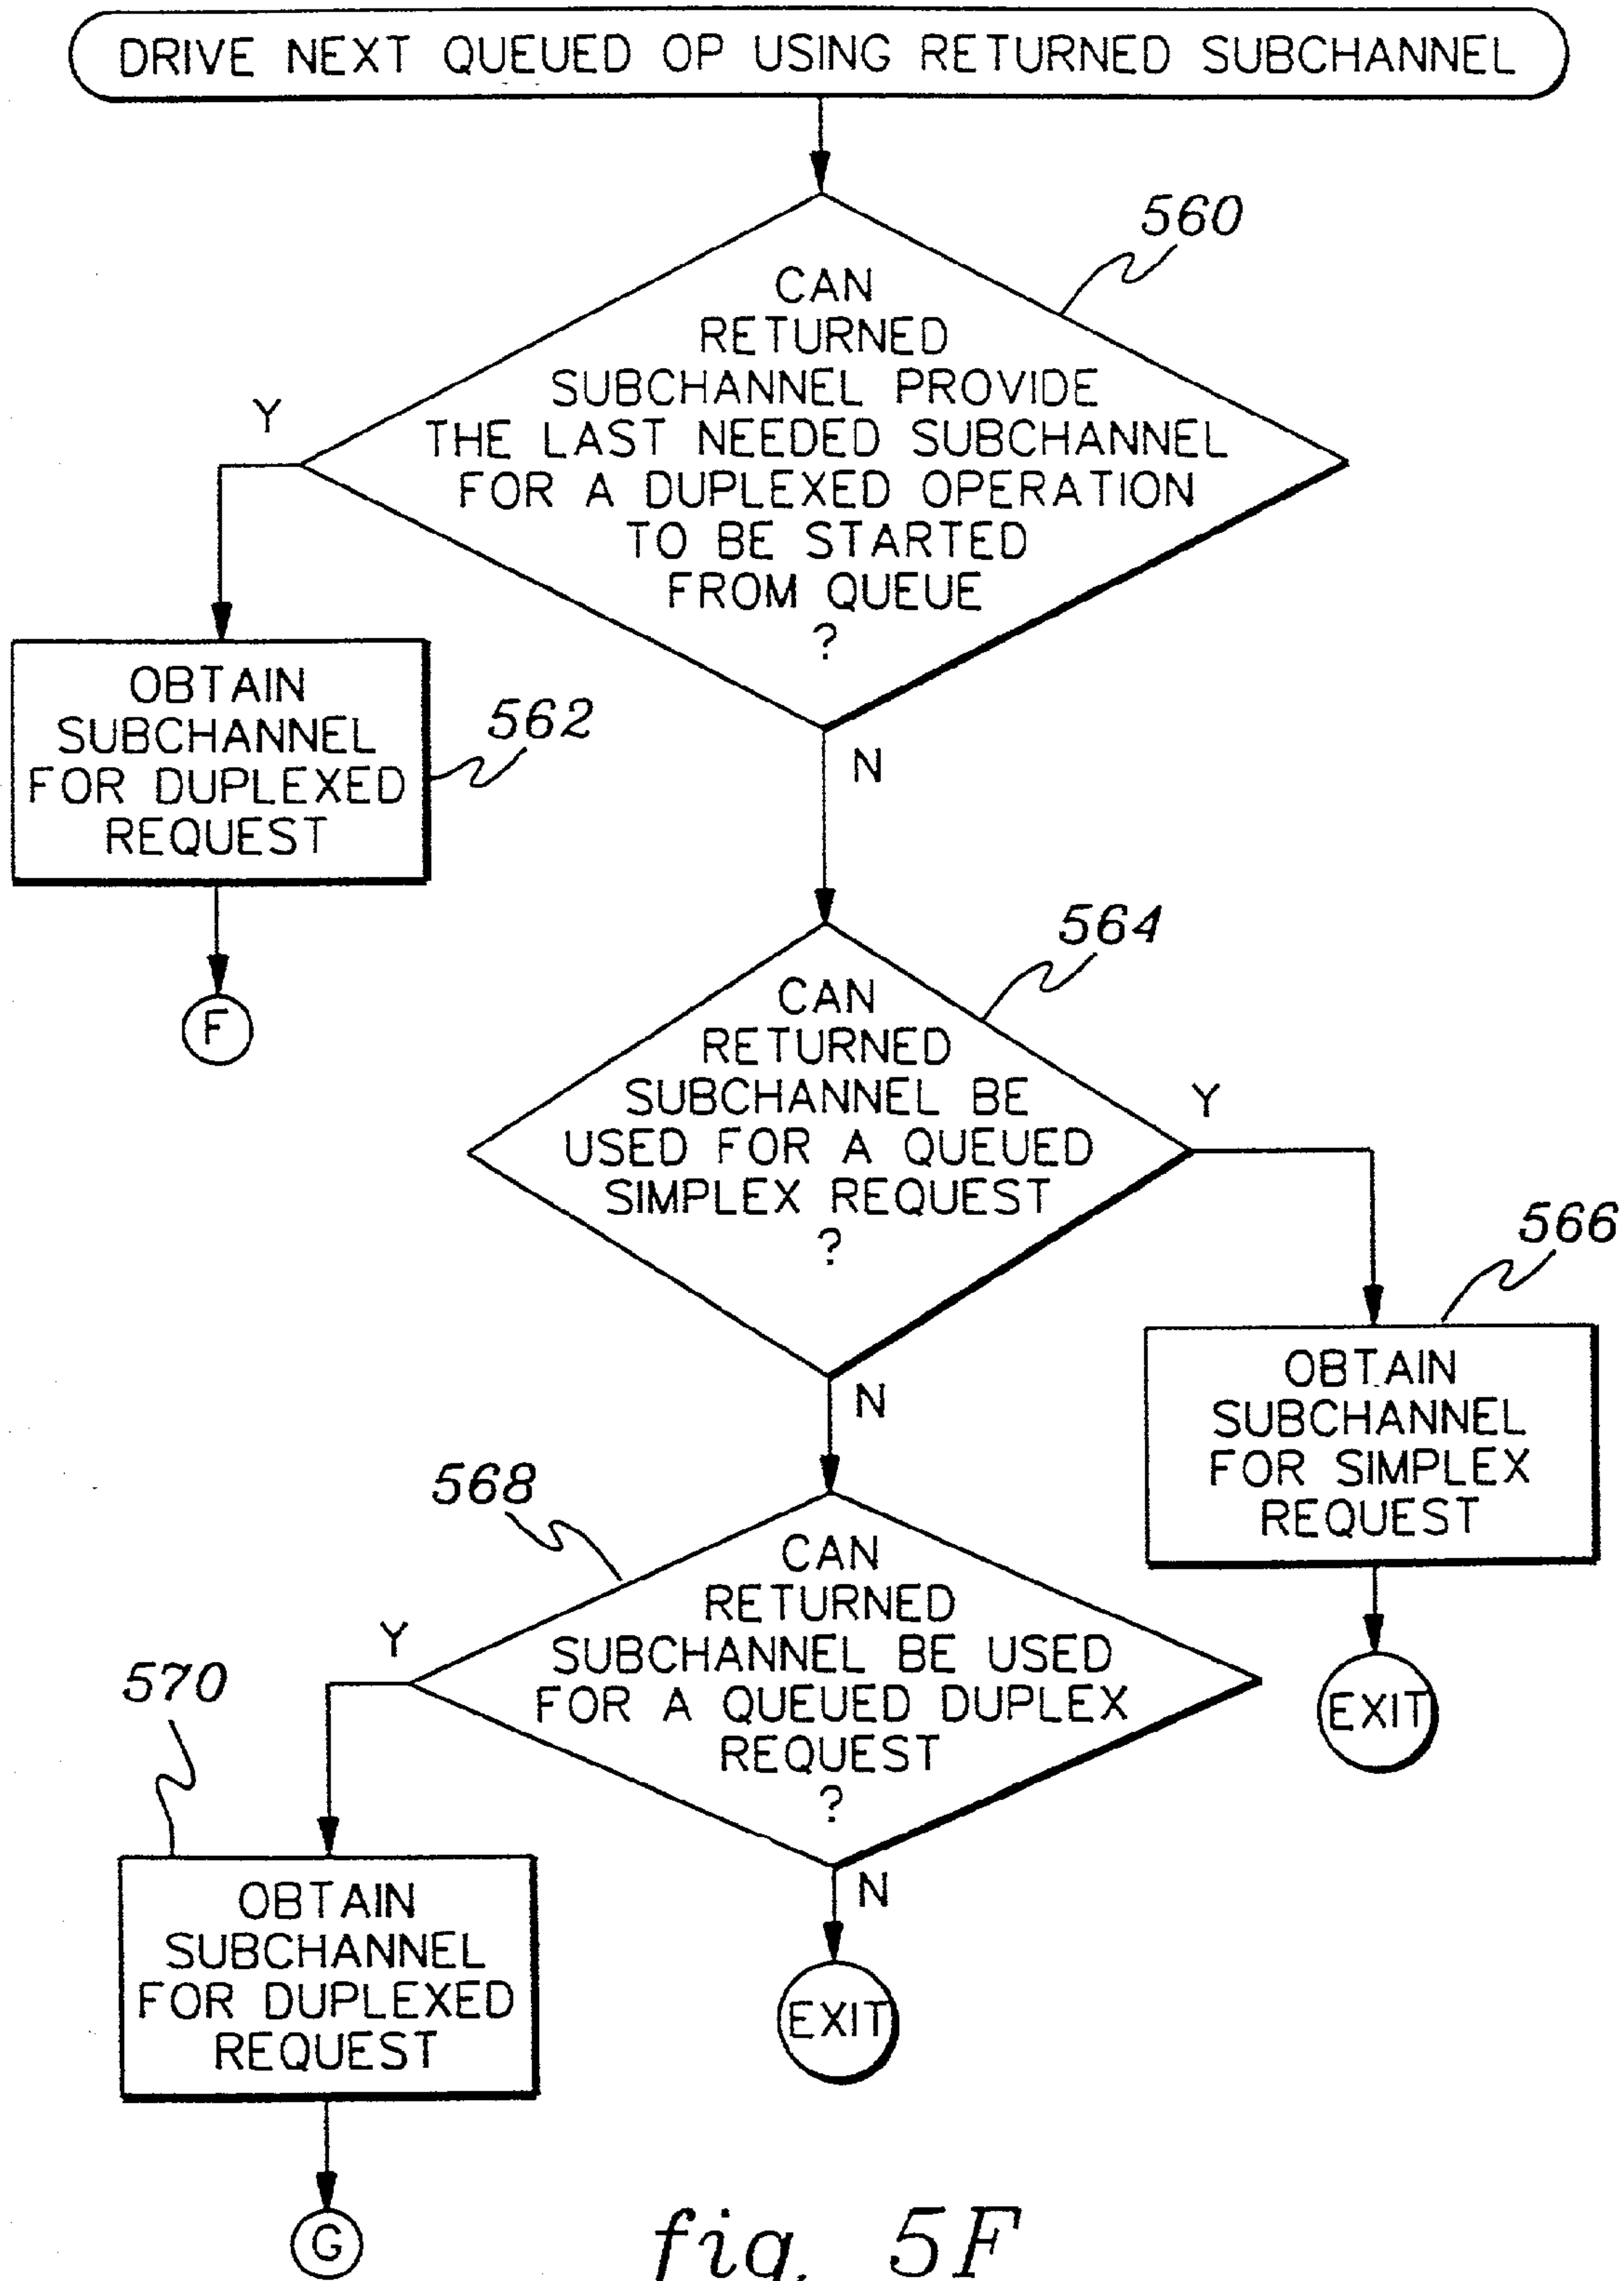 DRIVE NEXT QUEUED OP USING RETURNED SUBCHANNEL
560
CAN
RETURNED
SUBCHANNEL PROVIDE
THE LAST NEEDED SUBCHANNEL
FOR A DUPLEXED OPERATION
TO BE STARTED
FROM QUEUE
?
Y
N
OBTAIN
SUBCHANNEL
FOR DUPLEXED
REQUEST
562
F
564
CAN
RETURNED
SUBCHANNEL BE
USED FOR A QUEUED
SIMPLEX REQUEST
?
Y
N
566
OBTAIN
SUBCHANNEL
FOR SIMPLEX
REQUEST
EXIT
568
CAN
RETURNED
SUBCHANNEL BE USED
FOR A QUEUED DUPLEX
REQUEST
?
Y
N
570
OBTAIN
SUBCHANNEL
FOR DUPLEXED
REQUEST
EXIT
G
fig. 5F